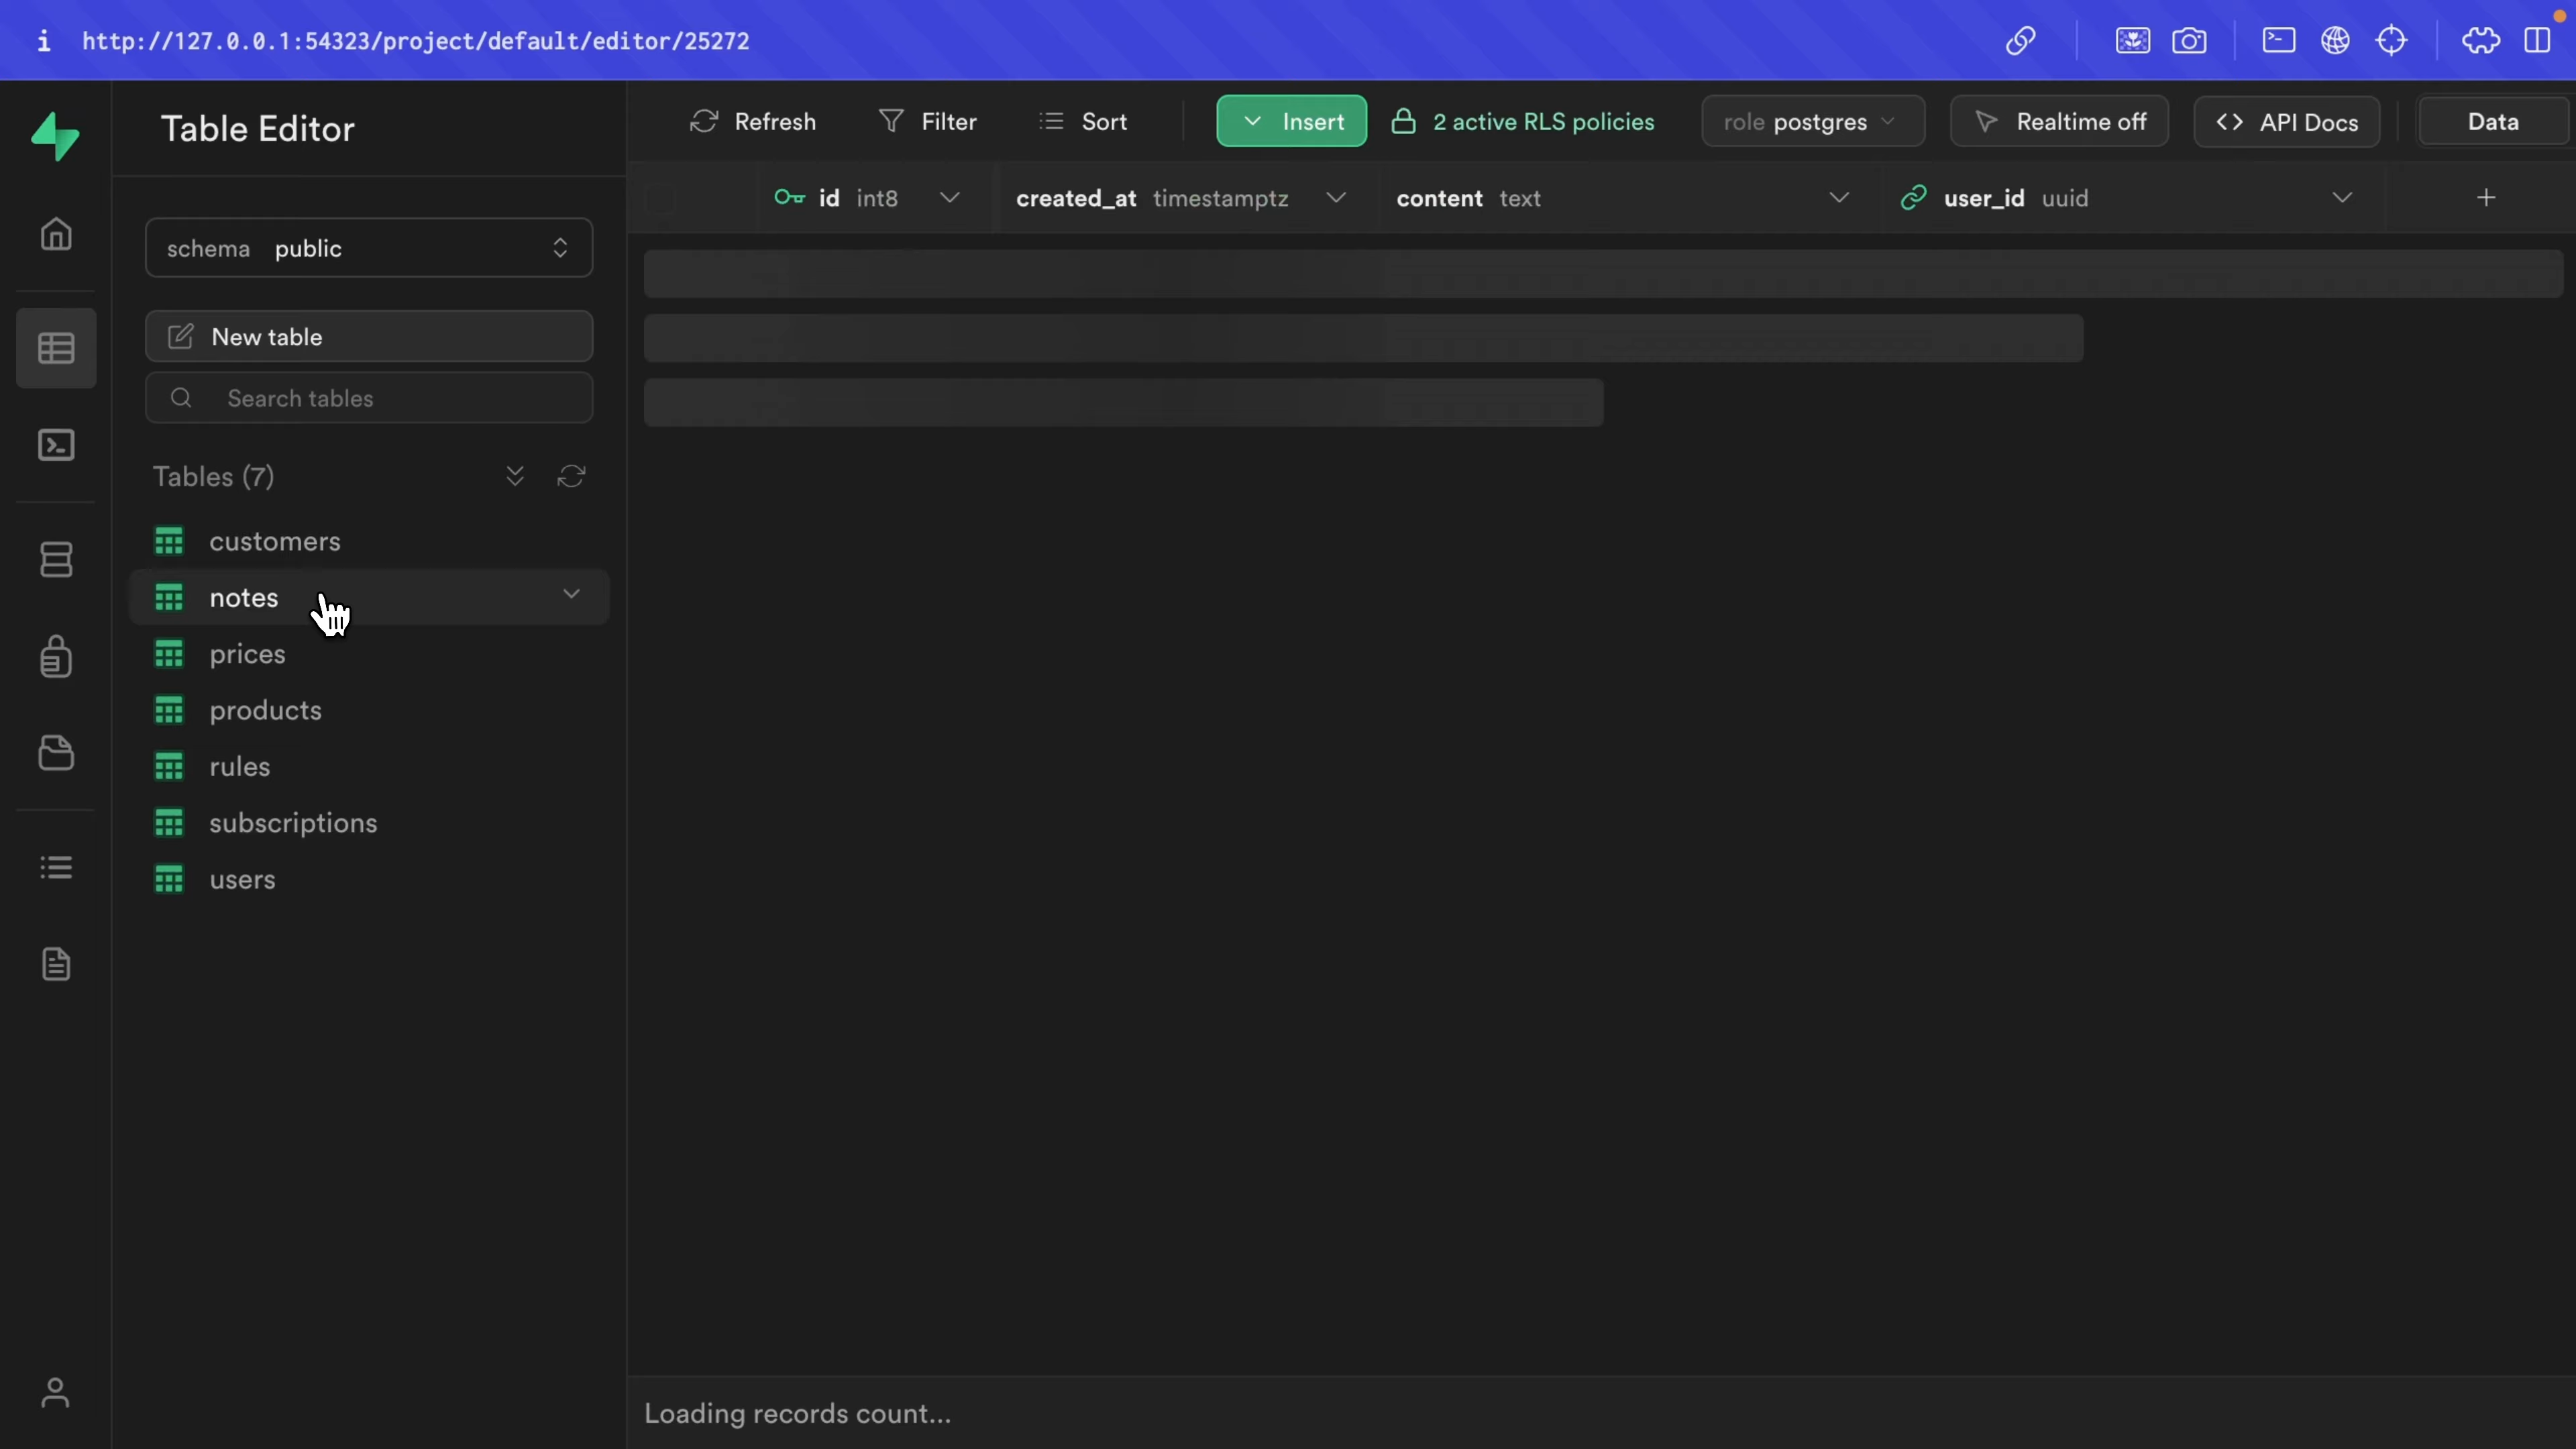 http://127.0.0.1:54323/project/default/editor/25272
Table Editor
Refresh Filter Sort Insert 2 active RLS policies role postgres Realtime off API Docs Data
id int8 created_at timestamptz content text user_id uuid
schema public
New table
Search tables
Tables (7)
customers
notes
prices
products
rules
subscriptions
users
Loading records count...